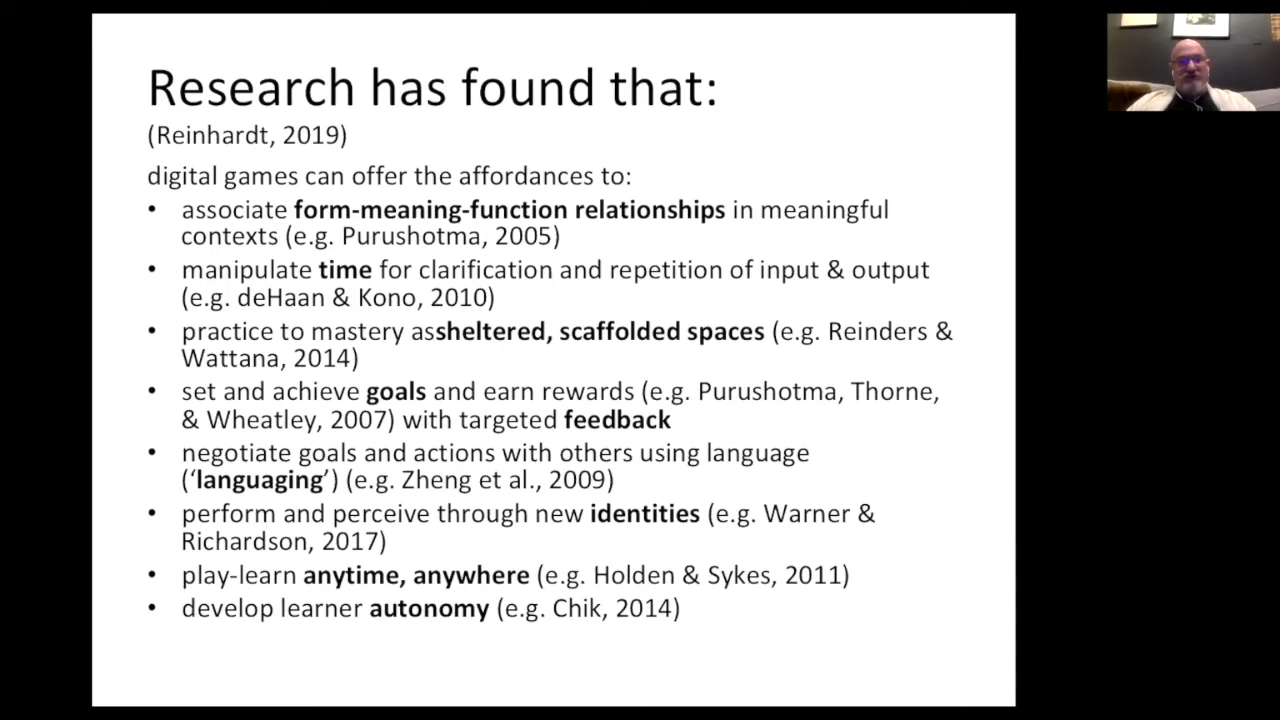 Research has found that:
(Reinhardt, 2019)
digital games can offer the affordances to:
• associate form-meaning-function relationships in meaningful
contexts (e.g. Purushotma, 2005)
• manipulate time for clarification and repetition of input & output
(e.g. deHaan & Kono, 2010)
• practice to mastery assheltered, scaffolded spaces (e.g. Reinders &
Wattana, 2014)
• set and achieve goals and earn rewards (e.g. Purushotma, Thorne,
& Wheatley, 2007) with targeted feedback
• negotiate goals and actions with others using language
(‘languaging’) (e.g. Zheng et al., 2009)
• perform and perceive through new identities (e.g. Warner &
Richardson, 2017)
• play-learn anytime, anywhere (e.g. Holden & Sykes, 2011)
• develop learner autonomy (e.g. Chik, 2014)